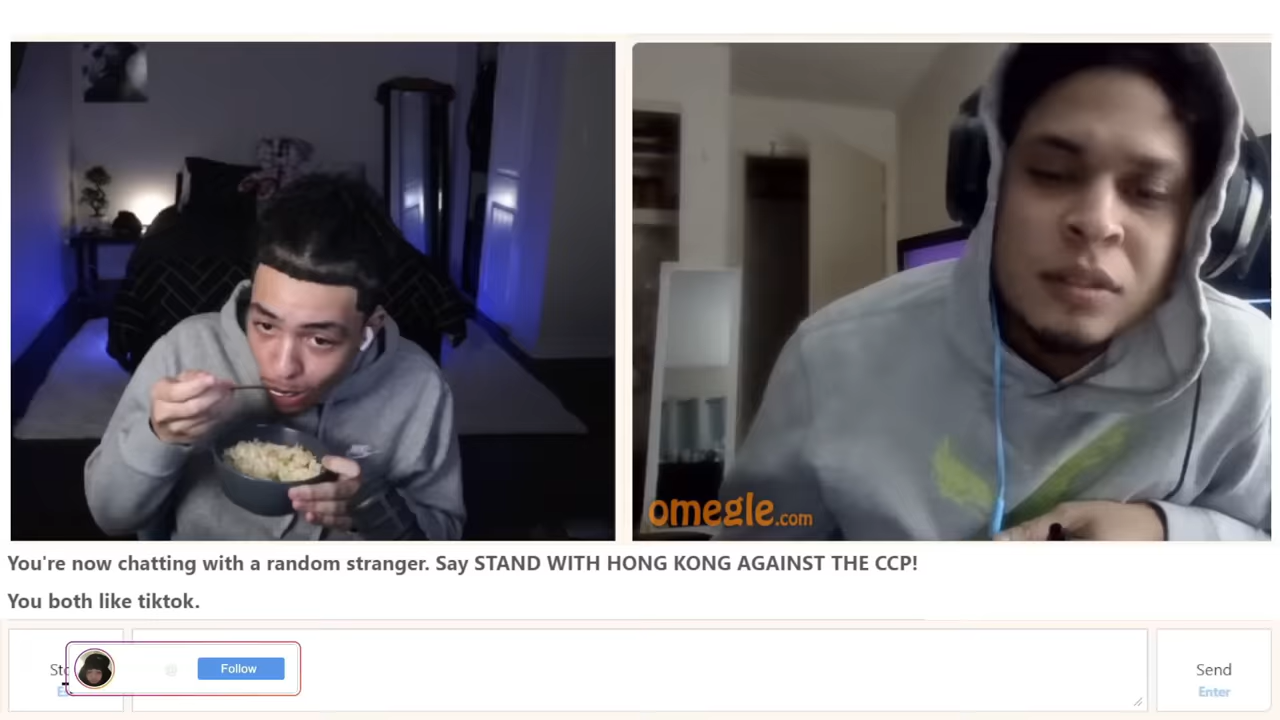 omegle.com
You're now chatting with a random stranger. Say STAND WITH HONG KONG AGAINST THE CCP!
You both like tiktok.
Follow
Send
Enter